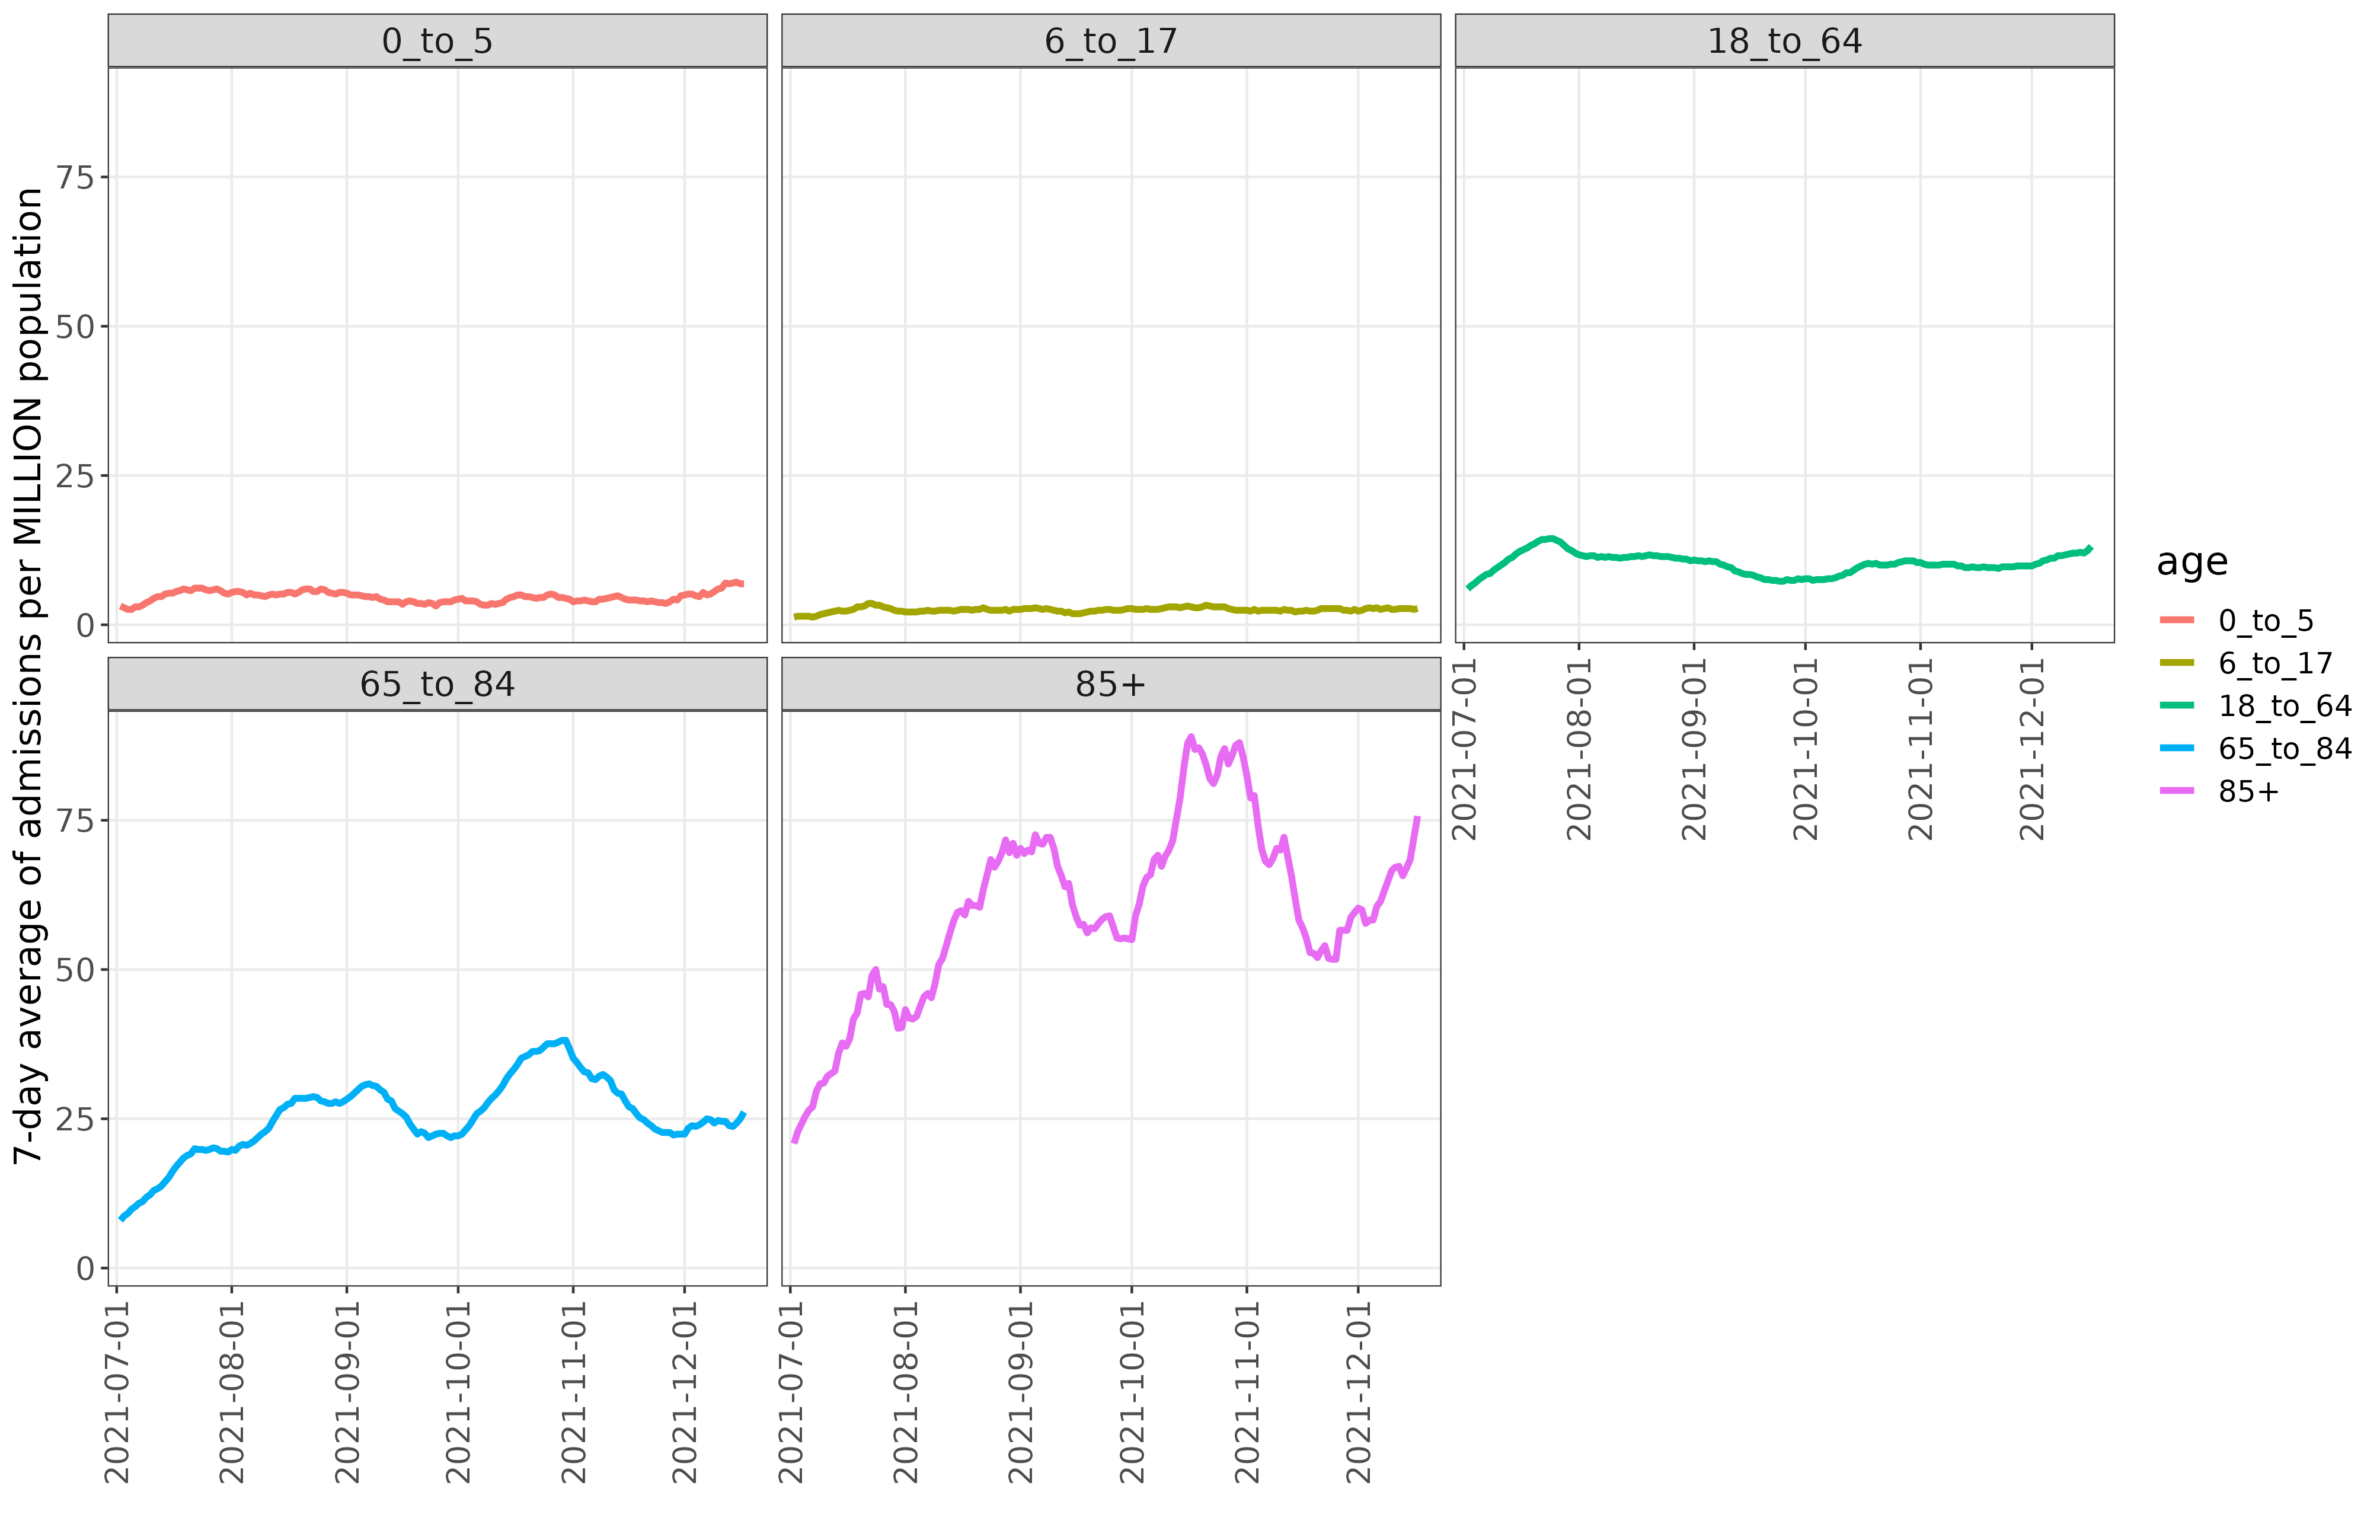 0_to_5
6_to_17
18_to_64
7-day average of admissions per MILLION population
75
50
25
0
65_to_84
85+
2021-07-01
2021-08-01
2021-09-01
2021-10-01
2021-11-01
2021-12-01
75
50
25
0
2021-07-01
2021-08-01
2021-09-01
2021-10-01
2021-11-01
2021-12-01
2021-07-01
2021-08-01
2021-09-01
2021-10-01
2021-11-01
2021-12-01
age
0_to_5
6_to_17
18_to_64
65_to_84
85+